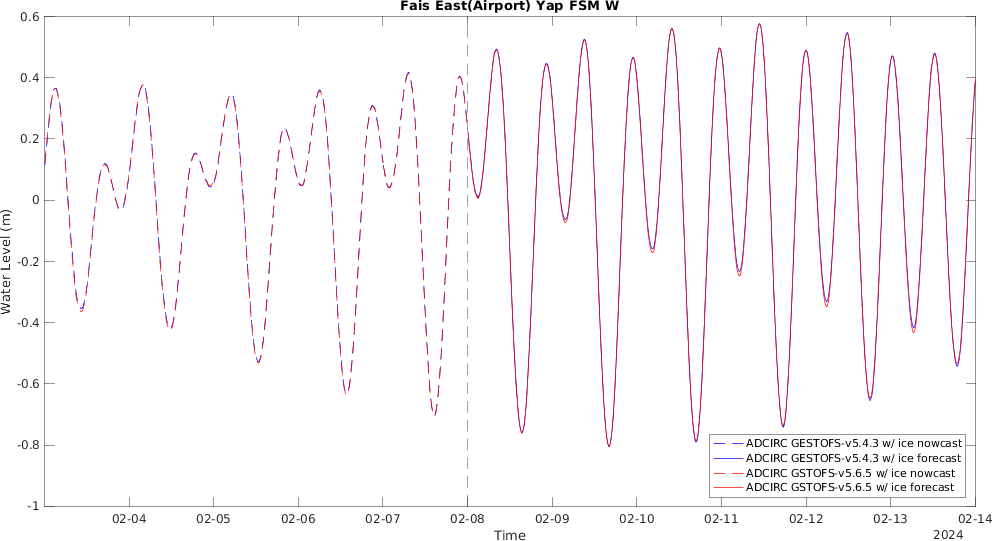 Fais East(Airport) Yap FSM W
Water Level (m)
0.6
0.4
0.2
0
-0.2
-0.4
-0.6
-0.8
-1
ADCIRC GESTOFS-v5.4.3 w/ ice nowcast
ADCIRC GESTOFS-v5.4.3 w/ ice forecast
ADCIRC GSTOFS-v5.6.5 w/ ice nowcast
ADCIRC GSTOFS-v5.6.5 w/ ice forecast
02-04 02-05 02-06 02-07 02-08 02-09 02-10 02-11 02-12 02-13 02-14
Time
2024